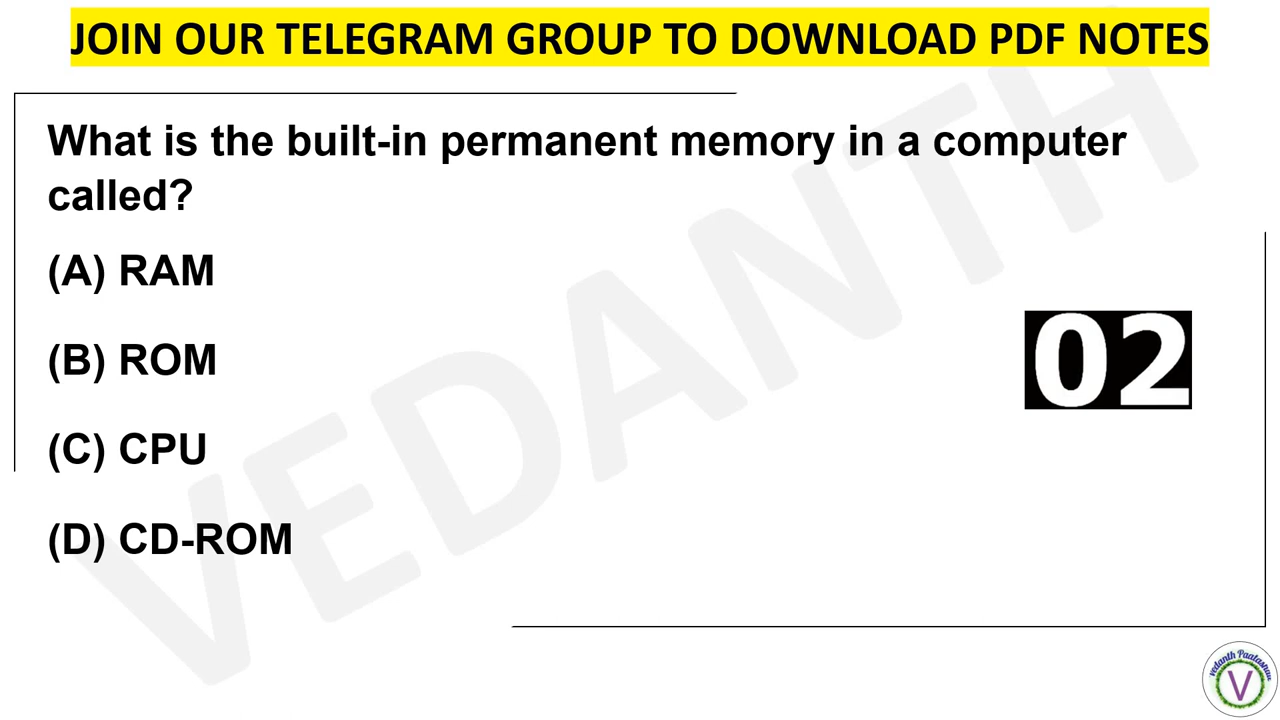 JOIN OUR TELEGRAM GROUP TO DOWNLOAD PDF NOTES
What is the built-in permanent memory in a computer
called?
(A) RAM
(B) ROM
02
(C) CPU
(D) CD-ROM
VEDANTH
Vedanth
V